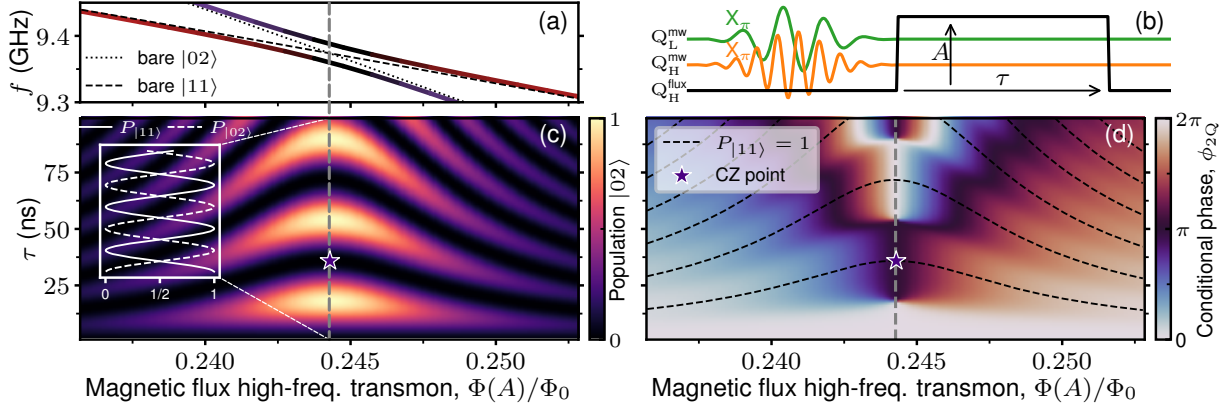 (a)
f (GHz)
9.4
9.3
bare |02⟩
bare |11⟩
(b)
Q_L^mw
Q_H^mw
Q_H^flux
X_π
X_π
A
τ
(c)
P_|11⟩ P_|02⟩
0 1/2 1
τ (ns)
75
50
25
0.240 0.245 0.250
Magnetic flux high-freq. transmon, Φ(A)/Φ_0
1
0
Population |02⟩
(d)
P_|11⟩ = 1
CZ point
0.240 0.245 0.250
Magnetic flux high-freq. transmon, Φ(A)/Φ_0
2π
π
0
Conditional phase, ϕ_2Q